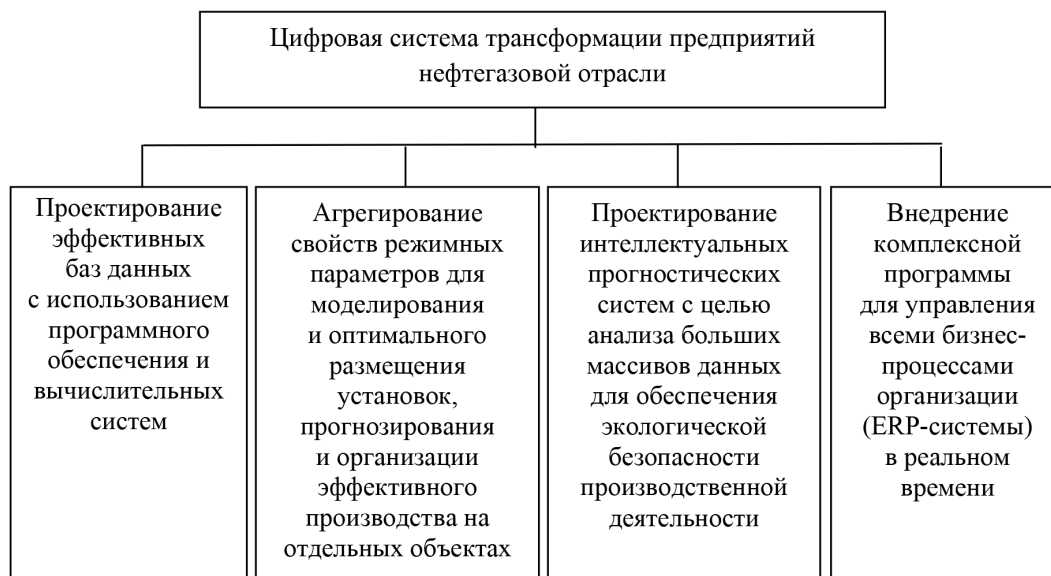 Цифровая система трансформации предприятий
нефтегазовой отрасли
Проектирование
эффективных
баз данных
с использованием
программного
обеспечения и
вычислительных
систем
Агрегирование
свойств режимных
параметров для
моделирования
и оптимального
размещения
установок,
прогнозирования
и организации
эффективного
производства на
отдельных объектах
Проектирование
интеллектуальных
прогностических
систем с целью
анализа больших
массивов данных
для обеспечения
экологической
безопасности
производственной
деятельности
Внедрение
комплексной
программы
для управления
всеми бизнес-
процессами
организации
(ERP-системы)
в реальном
времени